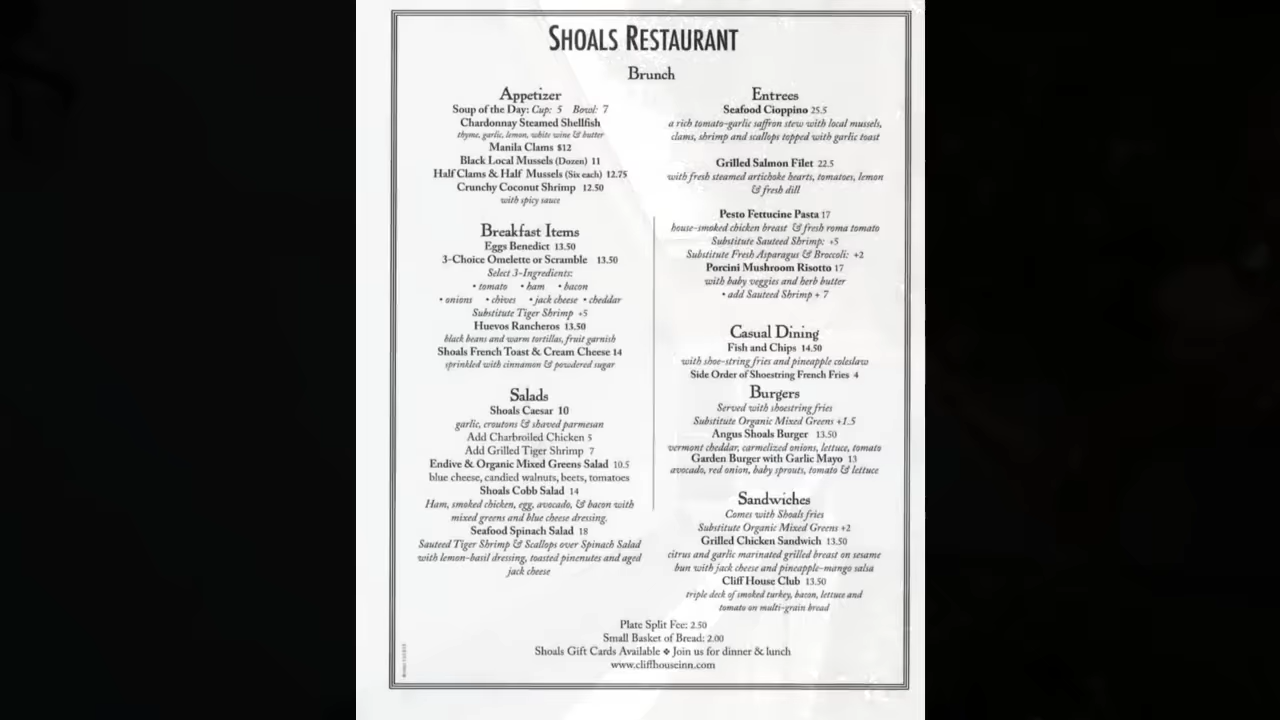 SHOALS RESTAURANT
Brunch
Appetizer
Soup of the Day: Cup: 5 Bowl: 7
Chardonnay Steamed Shellfish
thyme, garlic, lemon, white wine & butter
Manila Clams $12
Black Local Mussels (Dozen) 11
Half Clams & Half Mussels (Six each) 12.75
Crunchy Coconut Shrimp 12.50
with spicy sauce
Breakfast Items
Eggs Benedict 13.50
3-Choice Omelette or Scramble 13.50
Select 3-Ingredients:
• tomato • ham • bacon
• onions • chives • jack cheese • cheddar
Substitute Tiger Shrimp +5
Huevos Rancheros 13.50
black beans and warm tortillas, fruit garnish
Shoals French Toast & Cream Cheese 14
sprinkled with cinnamon & powdered sugar
Salads
Shoals Caesar 10
garlic, croutons & shaved parmesan
Add Charbroiled Chicken 5
Add Grilled Tiger Shrimp 7
Endive & Organic Mixed Greens Salad 10.5
blue cheese, candied walnuts, beets, tomatoes
Shoals Cobb Salad 14
Ham, smoked chicken, egg, avocado, & bacon with
mixed greens and blue cheese dressing.
Seafood Spinach Salad 18
Sauteed Tiger Shrimp & Scallops over Spinach Salad
with lemon-basil dressing, toasted pinenutes and aged
jack cheese
Entrees
Seafood Cioppino 25.5
a rich tomato-garlic saffron stew with local mussels,
clams, shrimp and scallops topped with garlic toast
Grilled Salmon Filet 22.5
with fresh steamed artichoke hearts, tomatoes, lemon
& fresh dill
Pesto Fettucine Pasta 17
house-smoked chicken breast & fresh roma tomato
Substitute Sauteed Shrimp: +5
Substitute Fresh Asparagus & Broccoli: +2
Porcini Mushroom Risotto 17
with baby veggies and herb butter
• add Sauteed Shrimp + 7
Casual Dining
Fish and Chips 14.50
with shoe-string fries and pineapple coleslaw
Side Order of Shoestring French Fries 4
Burgers
Served with shoestring fries
Substitute Organic Mixed Greens +1.5
Angus Shoals Burger 13.50
vermont cheddar, carmelized onions, lettuce, tomato
Garden Burger with Garlic Mayo 13
avocado, red onion, baby sprouts, tomato & lettuce
Sandwiches
Comes with Shoals fries
Substitute Organic Mixed Greens +2
Grilled Chicken Sandwich 13.50
citrus and garlic marinated grilled breast on sesame
bun with jack cheese and pineapple-mango salsa
Cliff House Club 13.50
triple deck of smoked turkey, bacon, lettuce and
tomato on multi-grain bread
Plate Split Fee: 2.50
Small Basket of Bread: 2.00
Shoals Gift Cards Available ❖ Join us for dinner & lunch
www.cliffhouseinn.com